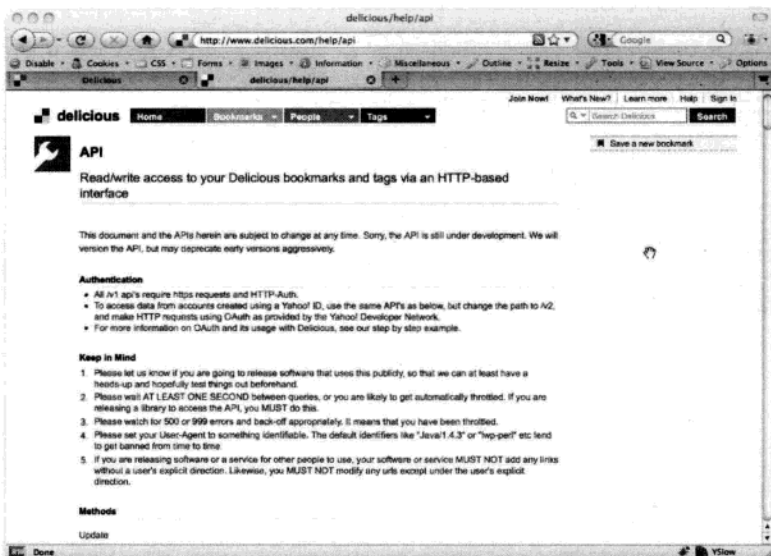 delicious/help/api
http://www.delicious.com/help/api
Google
Disable Cookies CSS Forms Images Information Miscellaneous Outline Resize Tools View Source Options
Delicious delicious/help/api
Join Now! What's New? Learn more Help Sign In
delicious Home Bookmarks People Tags Search Delicious Search
Save a new bookmark
API
Read/write access to your Delicious bookmarks and tags via an HTTP-based
interface
This document and the APIs herein are subject to change at any time. Sorry, the API is still under development. We will
version the API, but may deprecate early versions aggressively.
Authentication
• All /v1 api's require https requests and HTTP-Auth.
• To access data from accounts created using a Yahoo! ID, use the same API's as below, but change the path to /v2,
and make HTTP requests using OAuth as provided by the Yahoo! Developer Network.
• For more information on OAuth and its usage with Delicious, see our step by step example.
Keep in Mind
1. Please let us know if you are going to release software that uses this publicly, so that we can at least have a
heads-up and hopefully test things out beforehand.
2. Please wait AT LEAST ONE SECOND between queries, or you are likely to get automatically throttled. If you are
releasing a library to access the API, you MUST do this.
3. Please watch for 500 or 999 errors and back-off appropriately. It means that you have been throttled.
4. Please set your User-Agent to something identifiable. The default identifiers like "Java/1.4.3" or "lwp-perl" etc tend
to get banned from time to time.
5. If you are releasing software or a service for other people to use, your software or service MUST NOT add any links
without a user's explicit direction. Likewise, you MUST NOT modify any urls except under the user's explicit
direction.
Methods
Update
Done
YSlow